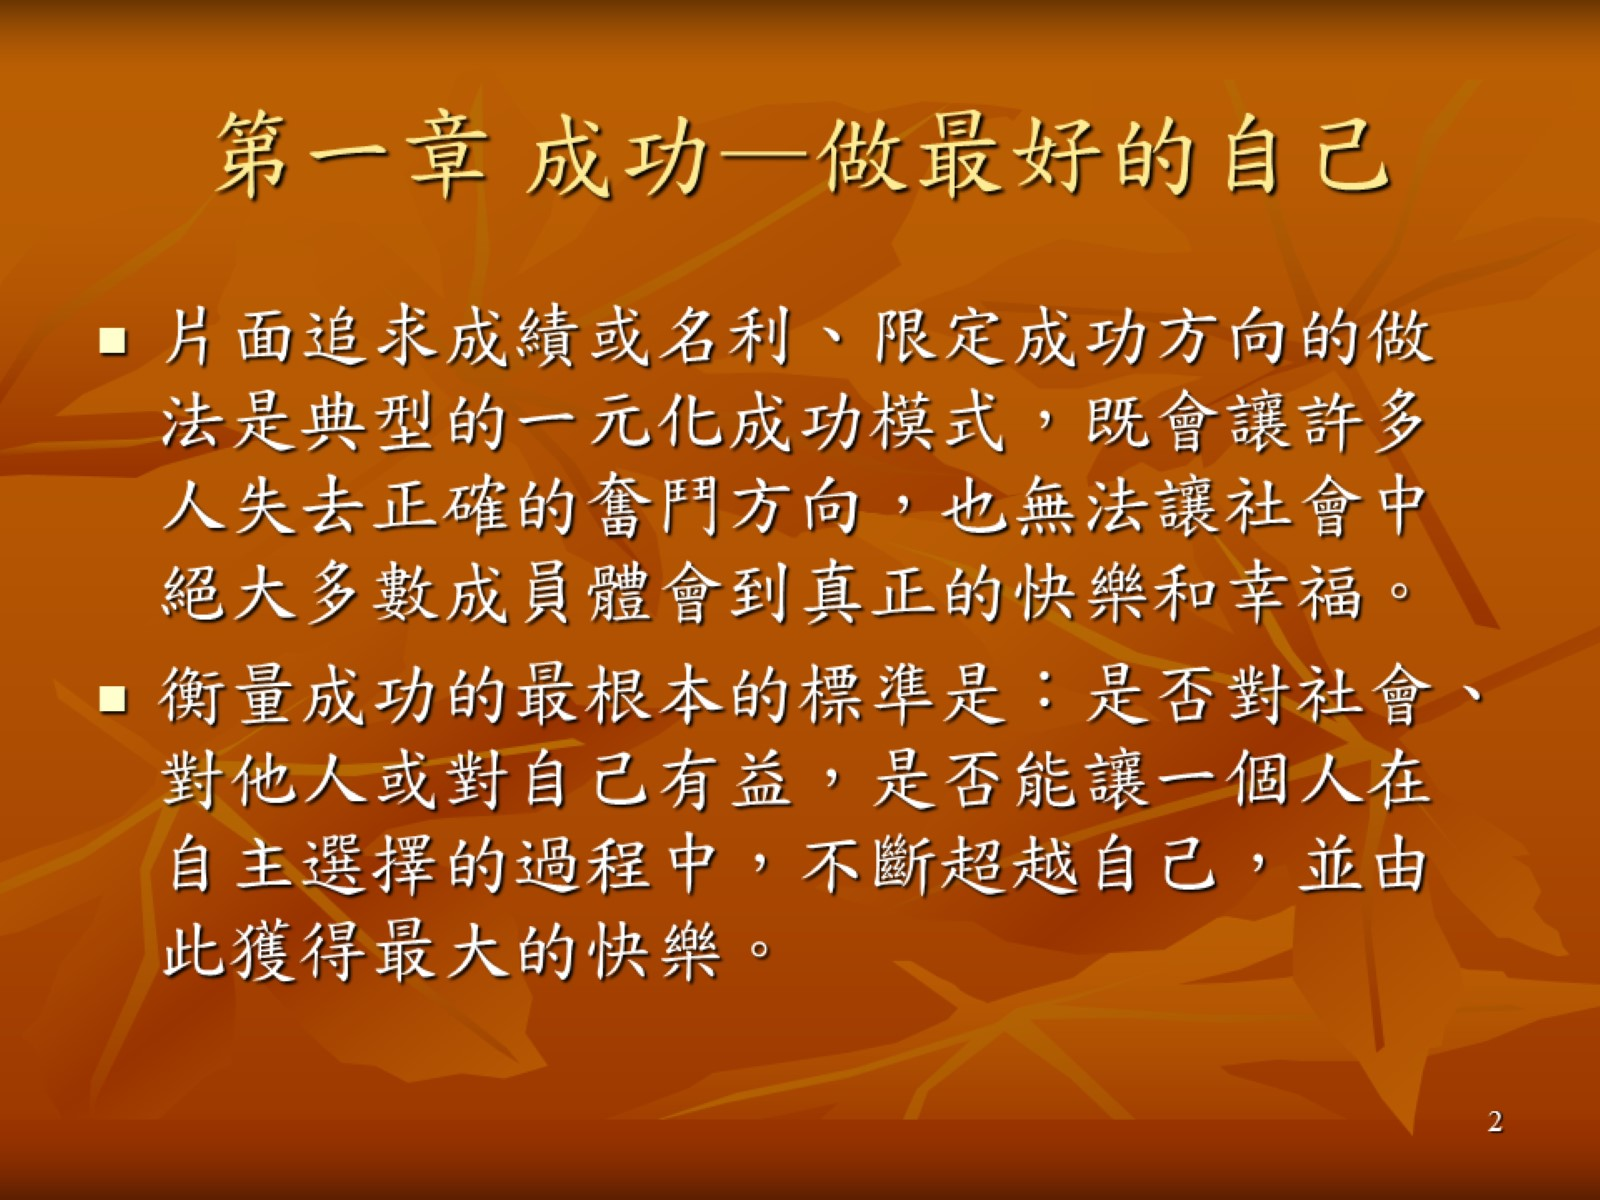 第一章 成功—做最好的自己
片面追求成績或名利、限定成功方向的做
法是典型的一元化成功模式，既會讓許多
人失去正確的奮鬥方向，也無法讓社會中
絕大多數成員體會到真正的快樂和幸福。
衡量成功的最根本的標準是：是否對社會、
對他人或對自己有益，是否能讓一個人在
自主選擇的過程中，不斷超越自己，並由
此獲得最大的快樂。
2